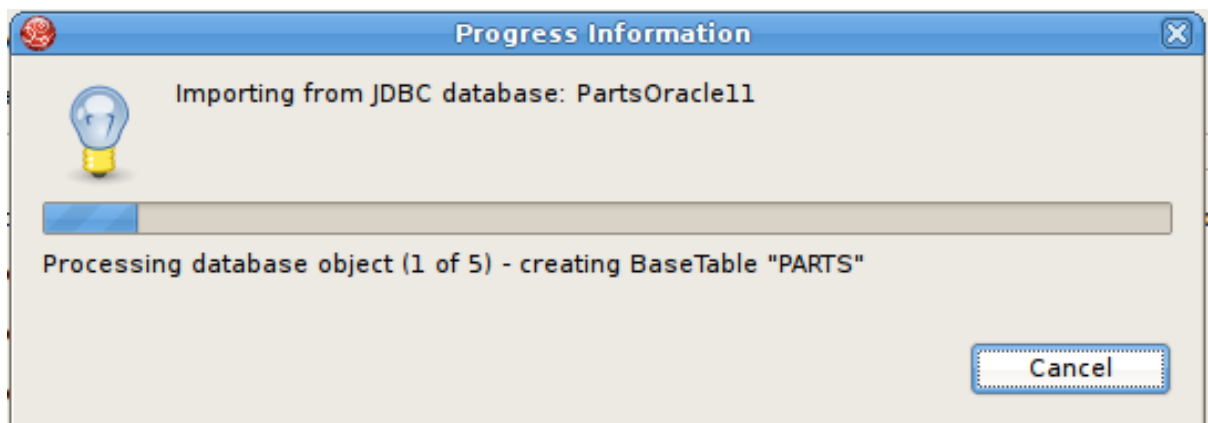 Progress Information
Importing from JDBC database: PartsOracle11
Processing database object (1 of 5) - creating BaseTable "PARTS"
Cancel